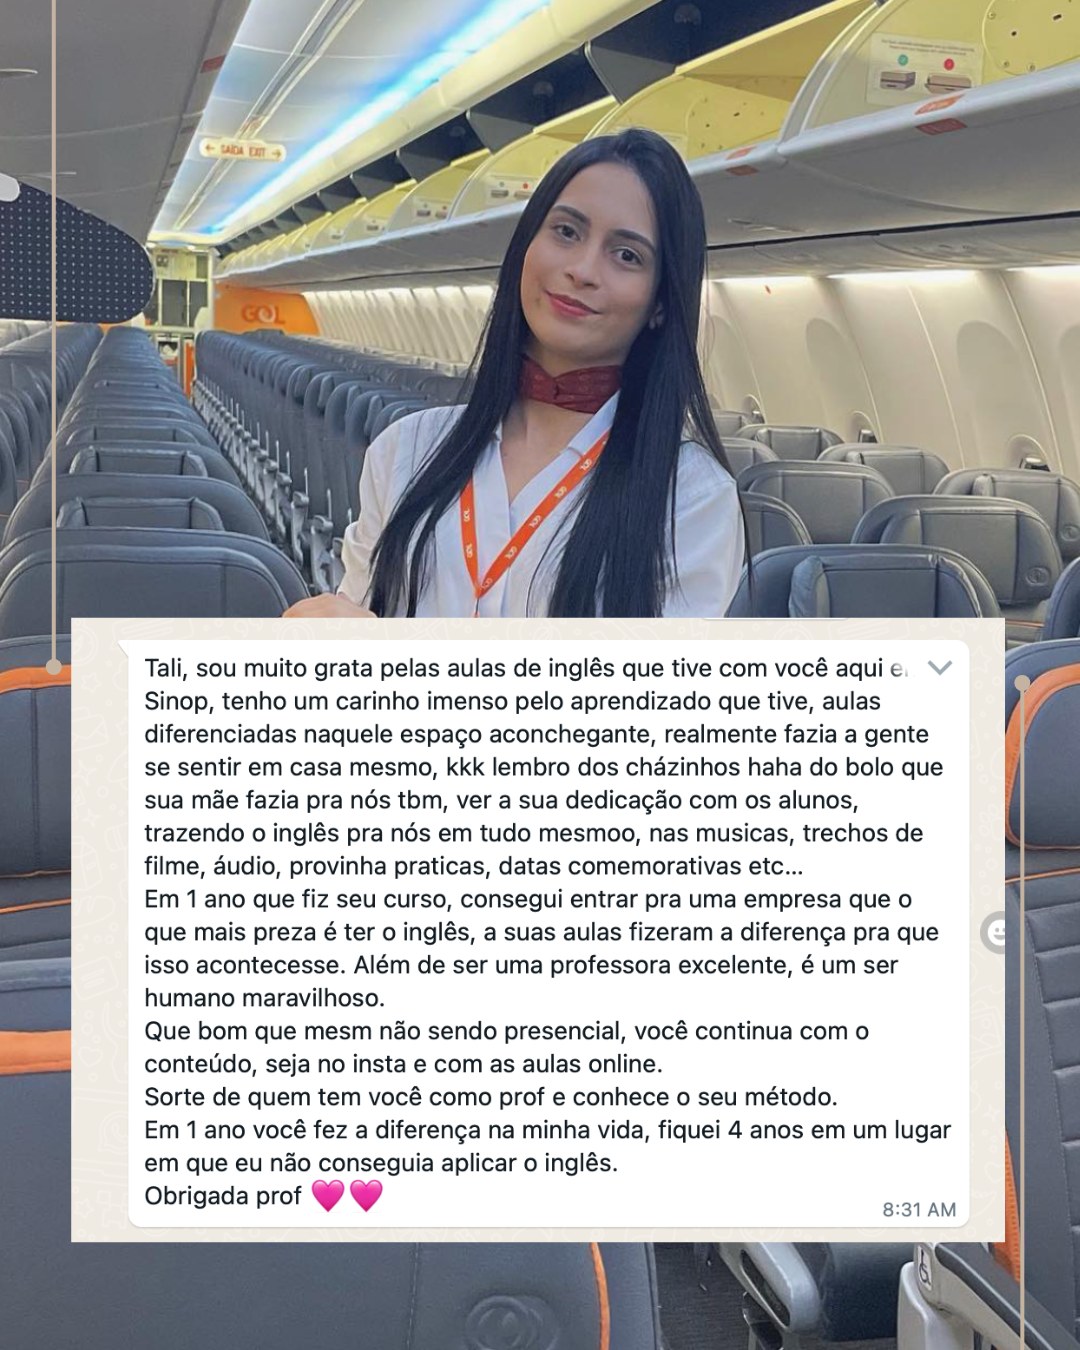 ← SAÍDA EXIT →
GOL
GOL
GOL
GOL
GOL
GOL
GOL
Tali, sou muito grata pelas aulas de inglês que tive com você aqui
Sinop, tenho um carinho imenso pelo aprendizado que tive, aulas
diferenciadas naquele espaço aconchegante, realmente fazia a gente
se sentir em casa mesmo, kkk lembro dos cházinhos haha do bolo que
sua mãe fazia pra nós tbm, ver a sua dedicação com os alunos,
trazendo o inglês pra nós em tudo mesmoo, nas musicas, trechos de
filme, áudio, provinha praticas, datas comemorativas etc...
Em 1 ano que fiz seu curso, consegui entrar pra uma empresa que o
que mais preza é ter o inglês, a suas aulas fizeram a diferença pra que
isso acontecesse. Além de ser uma professora excelente, é um ser
humano maravilhoso.
Que bom que mesm não sendo presencial, você continua com o
conteúdo, seja no insta e com as aulas online.
Sorte de quem tem você como prof e conhece o seu método.
Em 1 ano você fez a diferença na minha vida, fiquei 4 anos em um lugar
em que eu não conseguia aplicar o inglês.
Obrigada prof 💗💗
8:31 AM